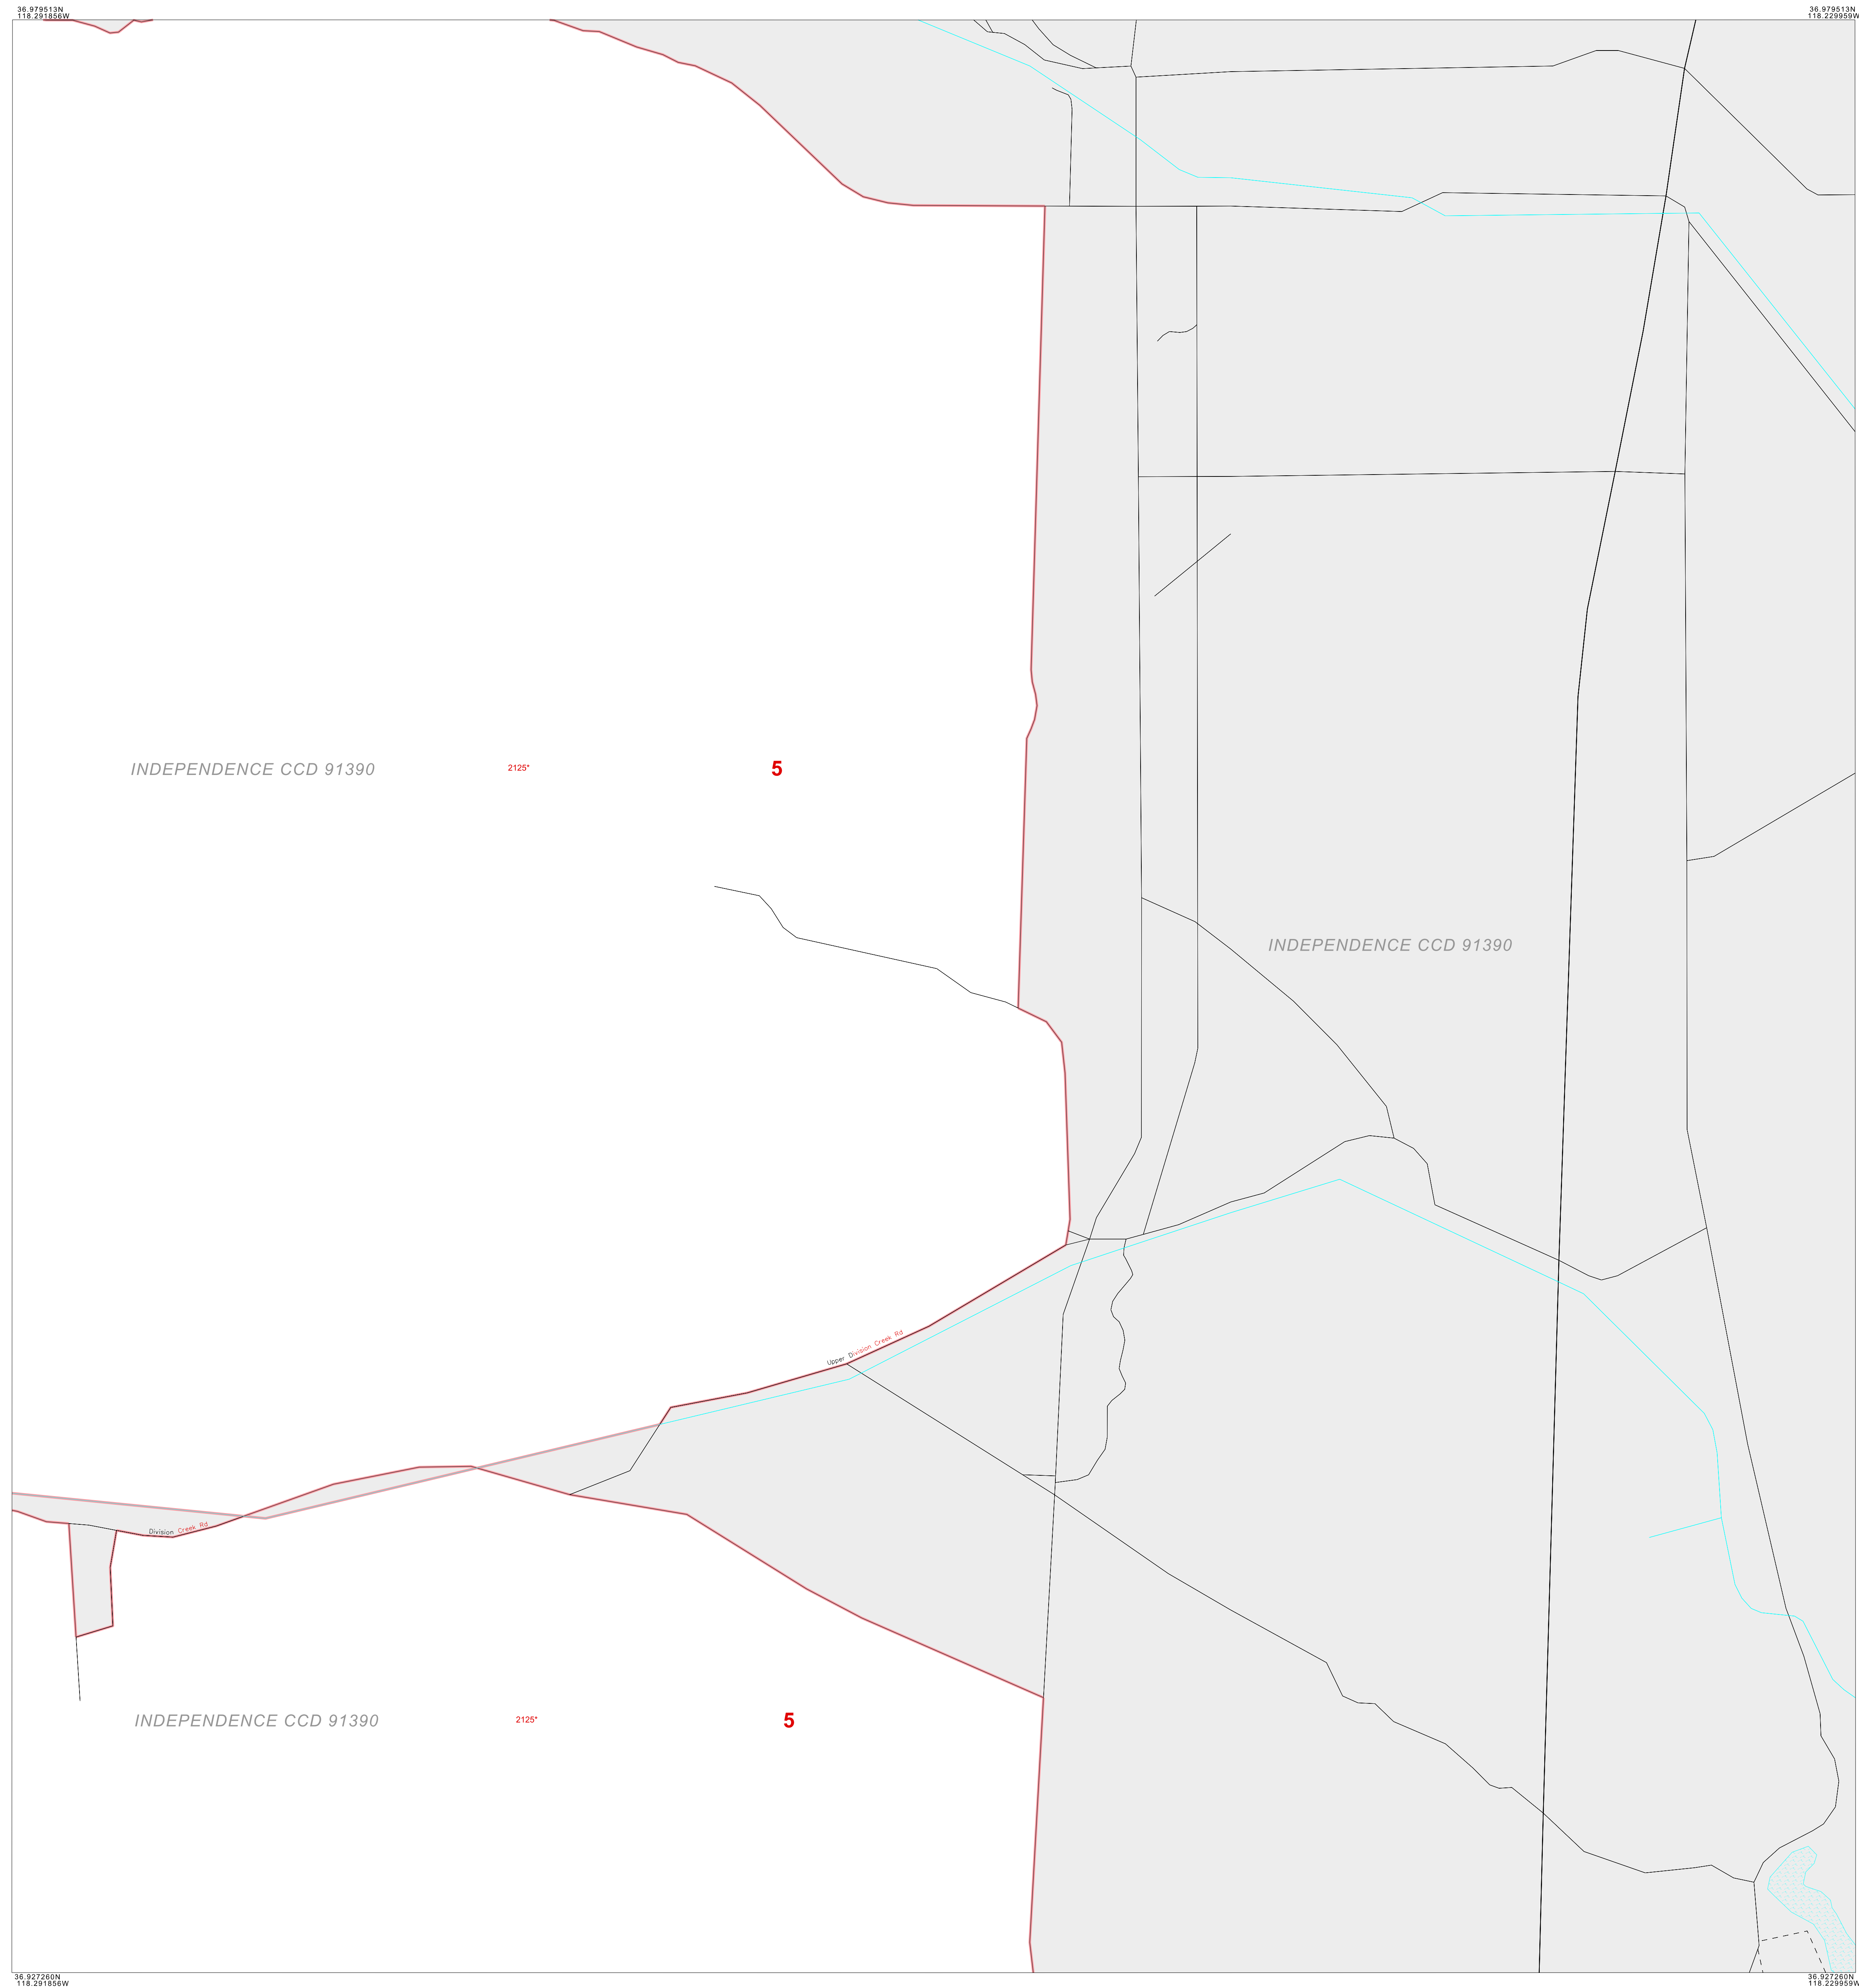 36.979513N
118.291856W
36.979513N
118.229959W
INDEPENDENCE CCD 91390
2125*
5
INDEPENDENCE CCD 91390
Upper Division Creek Rd
Division Creek Rd
INDEPENDENCE CCD 91390
2125*
5
36.927260N
118.291856W
36.927260N
118.229959W